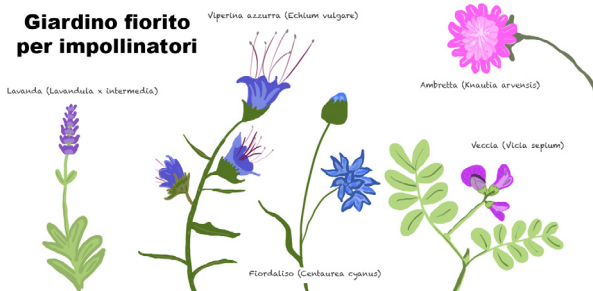 Giardino fiorito
per impollinatori
Viperina azzurra (Echium vulgare)
Lavanda (Lavandula x intermedia)
Ambretta (Knautia arvensis)
Veccia (Vicia sepium)
Fiordaliso (Centaurea cyanus)